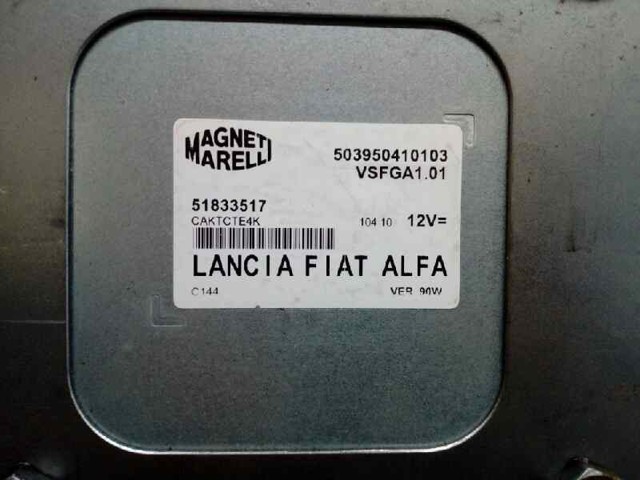 MAGNETI
MARELLI
503950410103
VSFGA1.01
51833517
CAKTCTE4K
104 10 12V=
LANCIA FIAT ALFA
C144 VER 90W